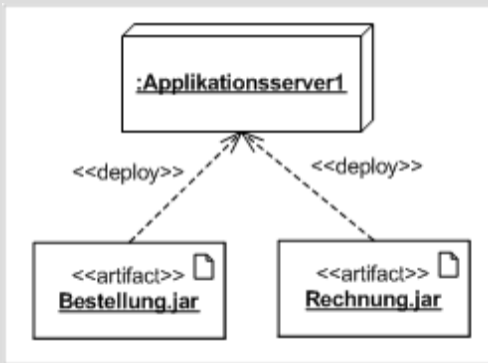 :Applikationsserver1
<<deploy>>
<<deploy>>
<<artifact>>
Bestellung.jar
<<artifact>>
Rechnung.jar